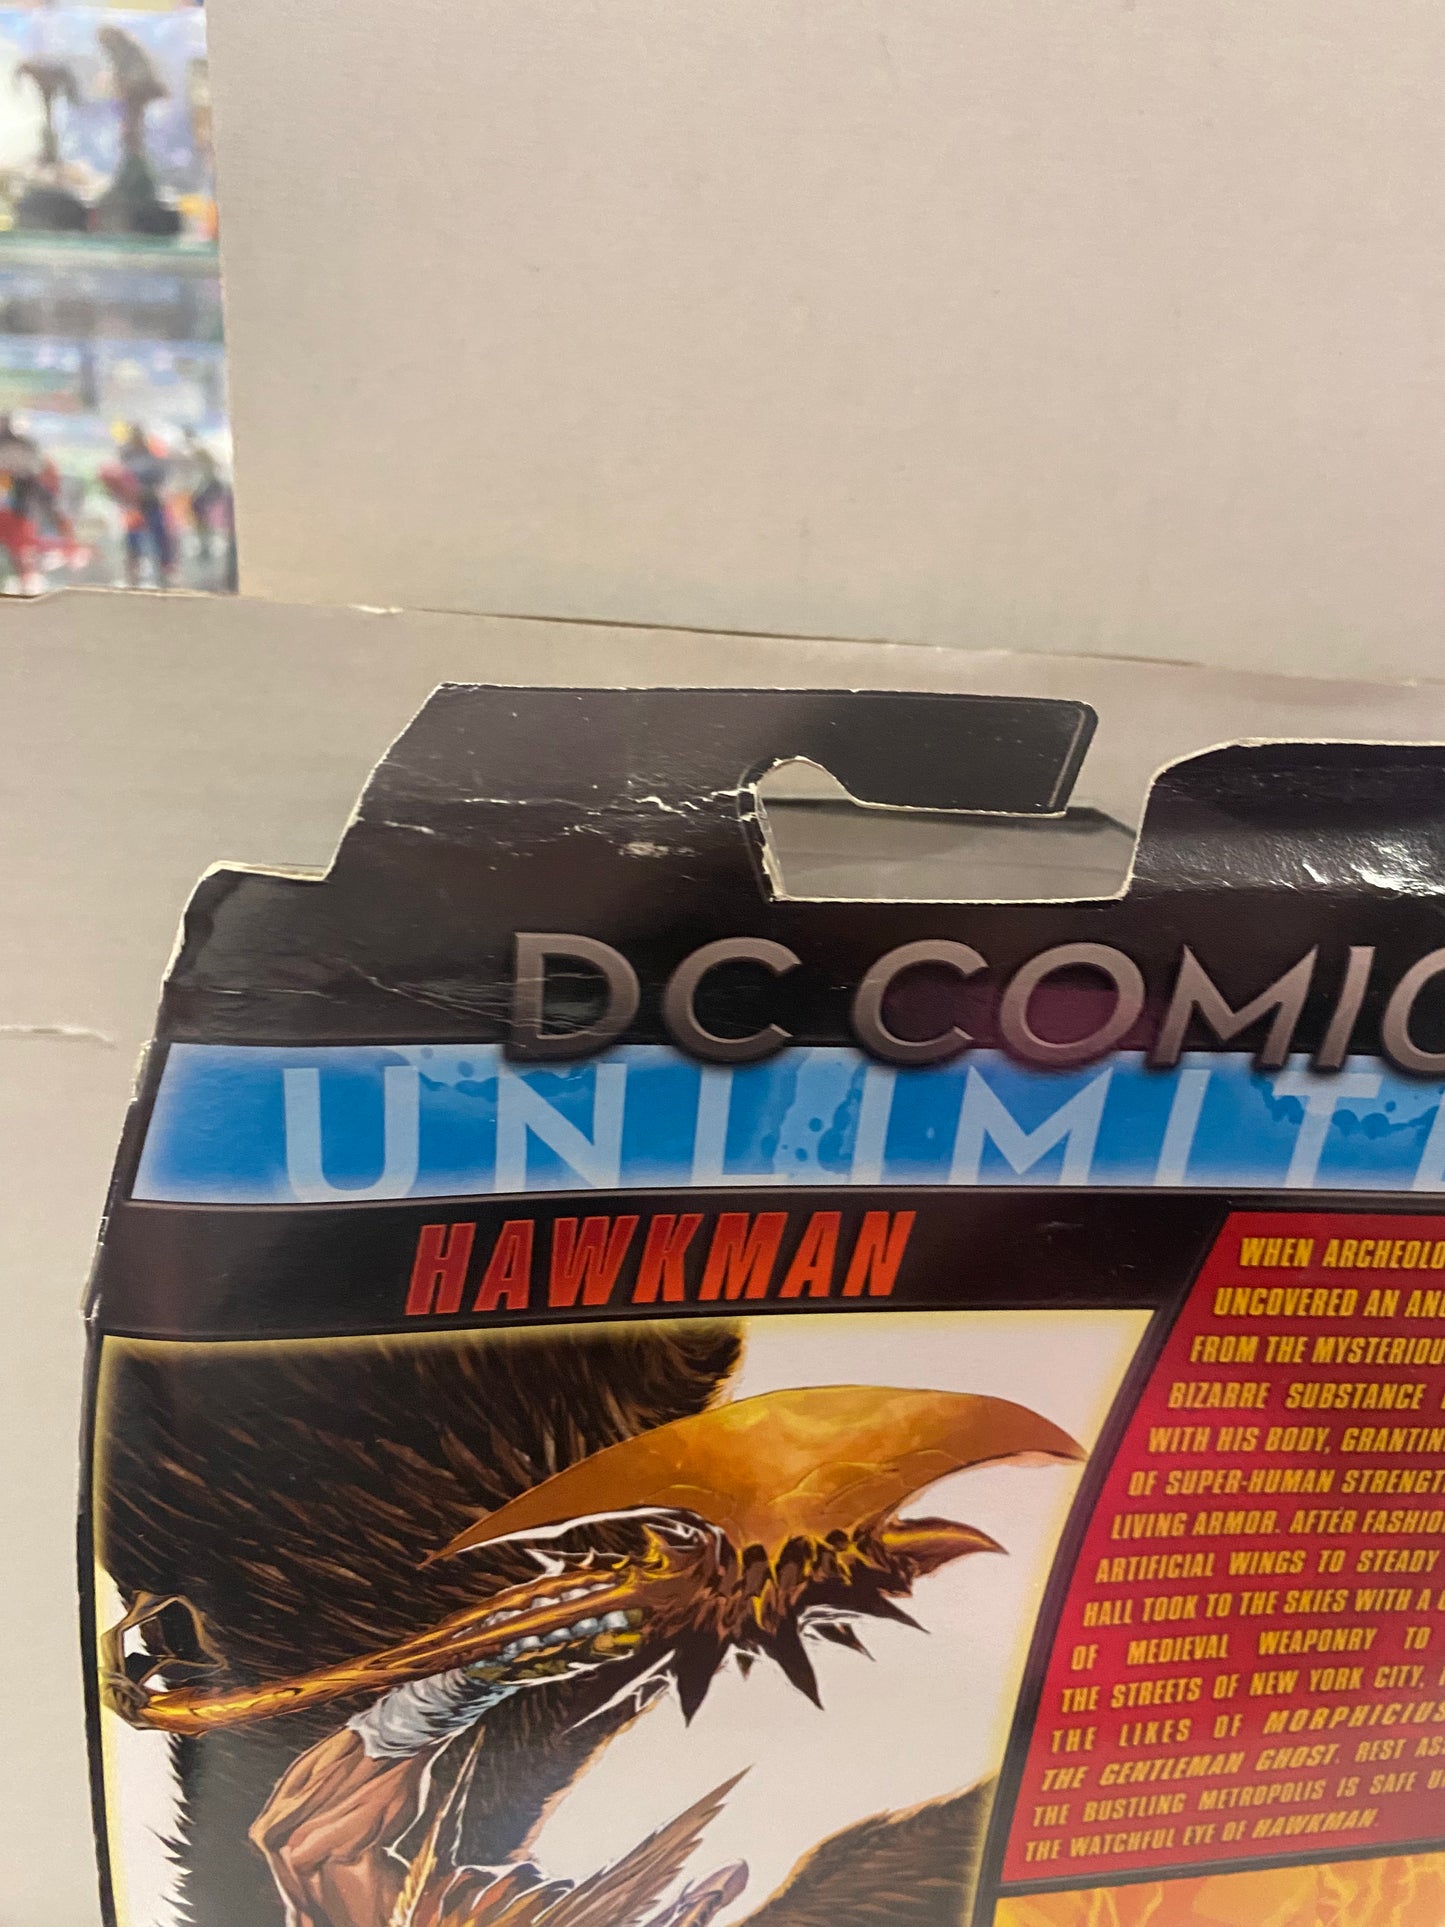 DC COMIC
UNLIMIT
HAWKMAN
WHEN ARCHEOLO
UNCOVERED AN AN
FROM THE MYSTERIOU
BIZARRE SUBSTANCE
WITH HIS BODY, GRANTIN
OF SUPER-HUMAN STRENGT
LIVING ARMOR. AFTER FASHIO
ARTIFICIAL WINGS TO STEADY
HALL TOOK TO THE SKIES WITH A
OF MEDIEVAL WEAPONRY TO
THE STREETS OF NEW YORK CITY,
THE LIKES OF MORPHICIUS
THE GENTLEMAN GHOST. REST AS
THE BUSTLING METROPOLIS IS SAFE U
THE WATCHFUL EYE OF HAWKMAN.